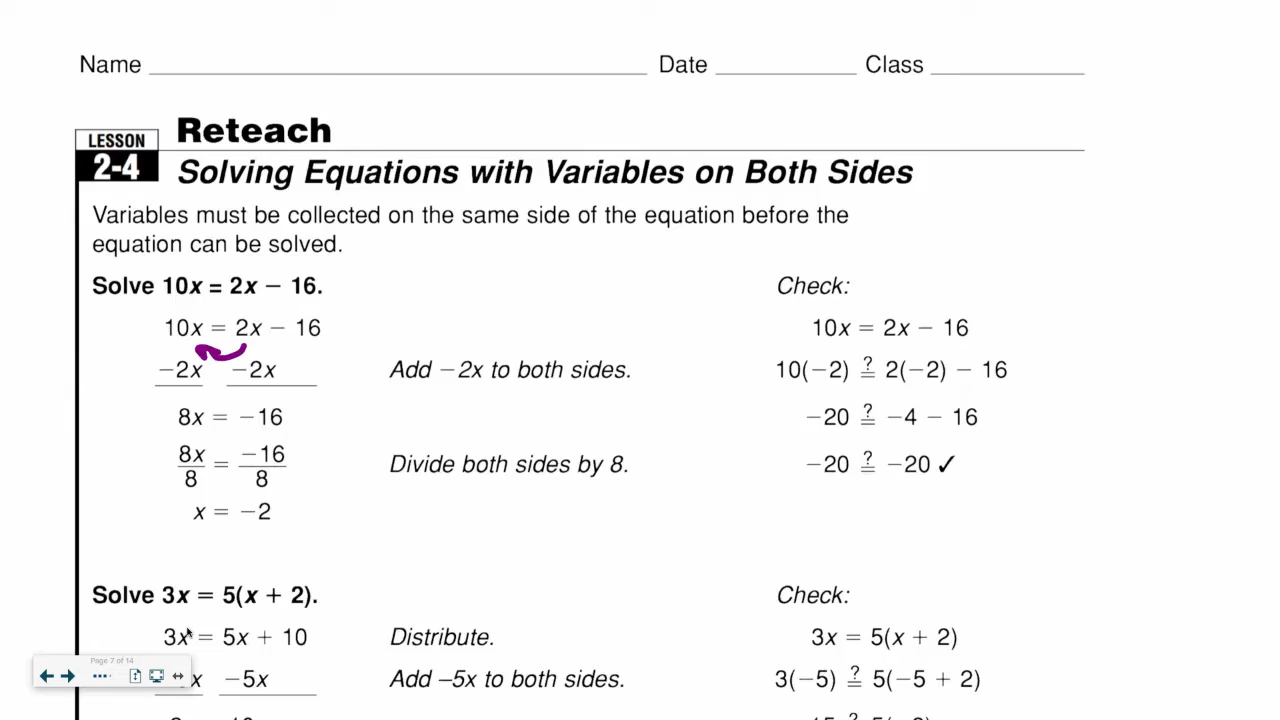 Name Date Class
LESSON 2-4
Reteach
Solving Equations with Variables on Both Sides
Variables must be collected on the same side of the equation before the
equation can be solved.
Solve 10x = 2x − 16.
10x = 2x − 16
−2x −2x Add −2x to both sides.
8x = −16
8x/8 = −16/8 Divide both sides by 8.
x = −2
Check:
10x = 2x − 16
10(−2) ≟ 2(−2) − 16
−20 ≟ −4 − 16
−20 ≟ −20 ✓
Solve 3x = 5(x + 2).
3x = 5x + 10 Distribute.
x −5x Add –5x to both sides.
Check:
3x = 5(x + 2)
3(−5) ≟ 5(−5 + 2)
Page 7 of 14